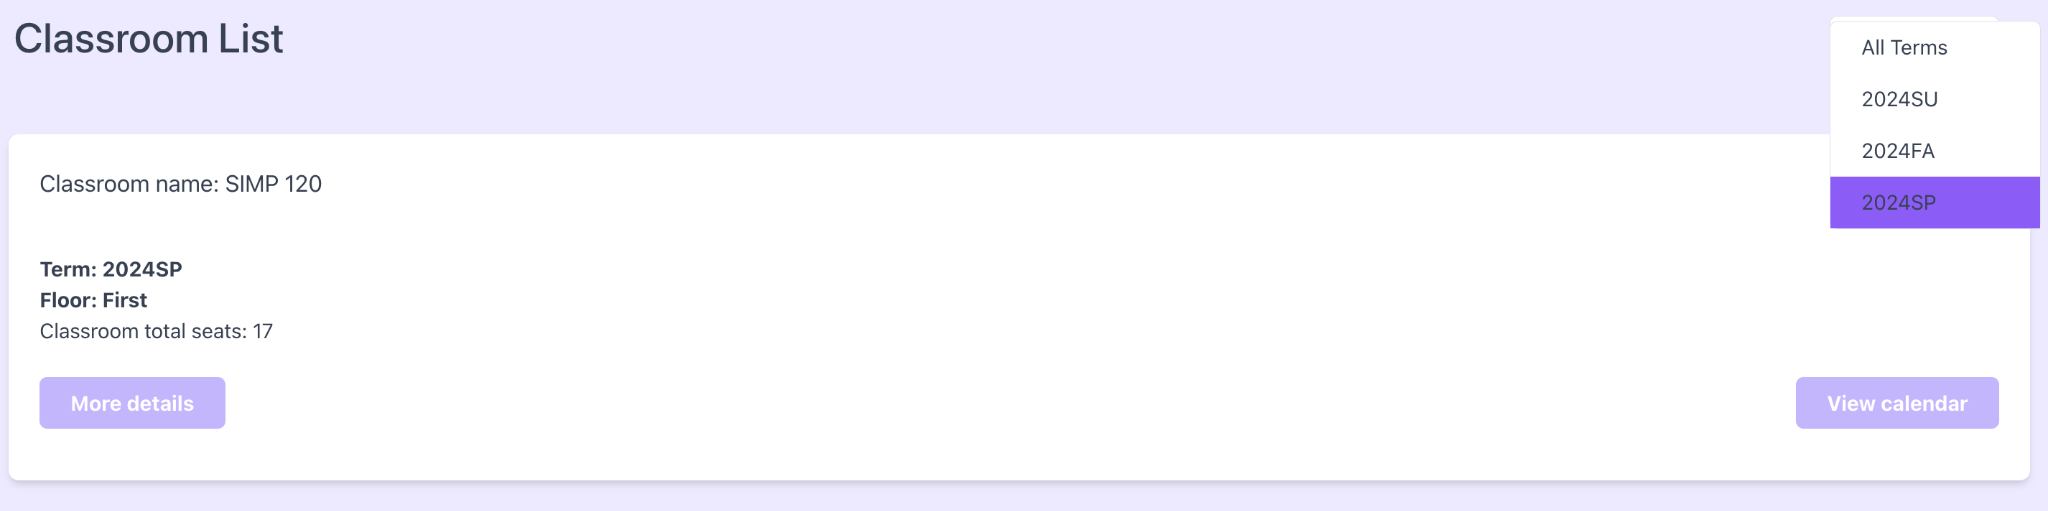 Classroom List
All Terms
2024SU
2024FA
2024SP
Classroom name: SIMP 120
Term: 2024SP
Floor: First
Classroom total seats: 17
More details
View calendar